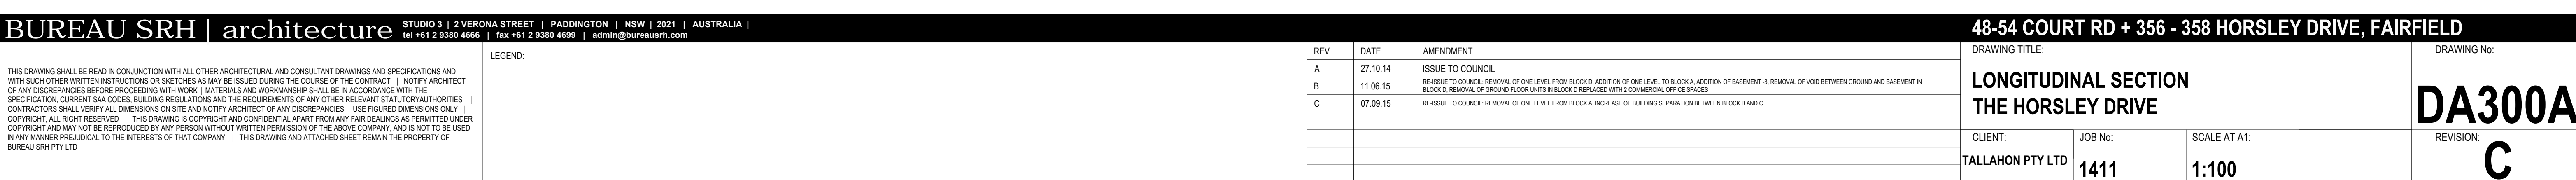 BUREAU SRH | architecture
STUDIO 3 | 2 VERONA STREET | PADDINGTON | NSW | 2021 | AUSTRALIA |
tel +61 2 9380 4666 | fax +61 2 9380 4699 | admin@bureausrh.com
48-54 COURT RD + 356 - 358 HORSLEY DRIVE, FAIRFIELD
THIS DRAWING SHALL BE READ IN CONJUNCTION WITH ALL OTHER ARCHITECTURAL AND CONSULTANT DRAWINGS AND SPECIFICATIONS AND
WITH SUCH OTHER WRITTEN INSTRUCTIONS OR SKETCHES AS MAY BE ISSUED DURING THE COURSE OF THE CONTRACT | NOTIFY ARCHITECT
OF ANY DISCREPANCIES BEFORE PROCEEDING WITH WORK | MATERIALS AND WORKMANSHIP SHALL BE IN ACCORDANCE WITH THE
SPECIFICATION, CURRENT SAA CODES, BUILDING REGULATIONS AND THE REQUIREMENTS OF ANY OTHER RELEVANT STATUTORYAUTHORITIES |
CONTRACTORS SHALL VERIFY ALL DIMENSIONS ON SITE AND NOTIFY ARCHITECT OF ANY DISCREPANCIES | USE FIGURED DIMENSIONS ONLY |
COPYRIGHT, ALL RIGHT RESERVED | THIS DRAWING IS COPYRIGHT AND CONFIDENTIAL APART FROM ANY FAIR DEALINGS AS PERMITTED UNDER
COPYRIGHT AND MAY NOT BE REPRODUCED BY ANY PERSON WITHOUT WRITTEN PERMISSION OF THE ABOVE COMPANY, AND IS NOT TO BE USED
IN ANY MANNER PREJUDICAL TO THE INTERESTS OF THAT COMPANY | THIS DRAWING AND ATTACHED SHEET REMAIN THE PROPERTY OF
BUREAU SRH PTY LTD
LEGEND:
REV DATE AMENDMENT
A 27.10.14 ISSUE TO COUNCIL
B 11.06.15 RE-ISSUE TO COUNCIL: REMOVAL OF ONE LEVEL FROM BLOCK D, ADDITION OF ONE LEVEL TO BLOCK A, ADDITION OF BASEMENT -3, REMOVAL OF VOID BETWEEN GROUND AND BASEMENT IN
BLOCK D, REMOVAL OF GROUND FLOOR UNITS IN BLOCK D REPLACED WITH 2 COMMERCIAL OFFICE SPACES
C 07.09.15 RE-ISSUE TO COUNCIL: REMOVAL OF ONE LEVEL FROM BLOCK A, INCREASE OF BUILDING SEPARATION BETWEEN BLOCK B AND C
DRAWING TITLE:
LONGITUDINAL SECTION
THE HORSLEY DRIVE
DRAWING No:
DA300A
CLIENT:
TALLAHON PTY LTD
JOB No:
1411
SCALE AT A1:
1:100
REVISION:
C